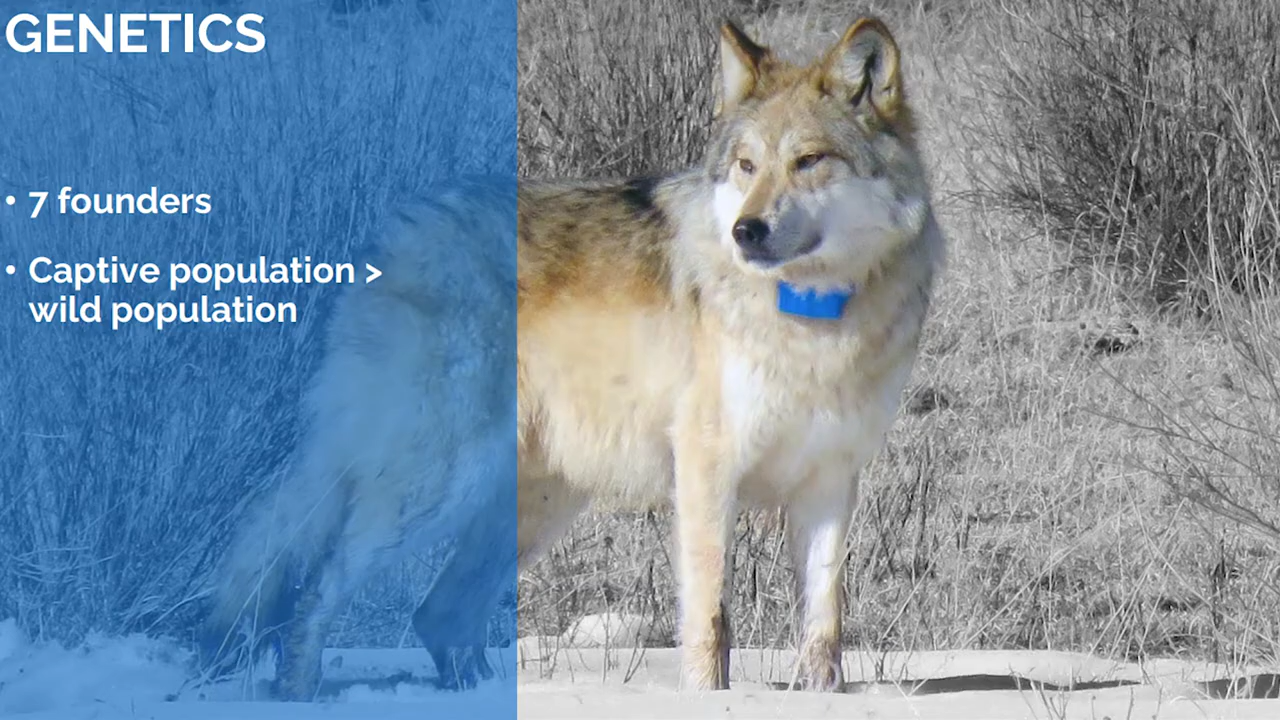 GENETICS
• 7 founders
• Captive population >
wild population